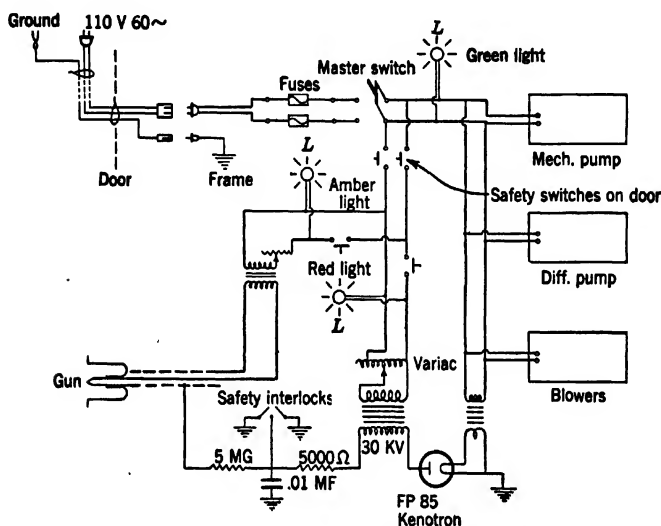 Ground
110 V 60~
L
Green light
Master switch
Fuses
Mech. pump
L
Amber
light
Door
Frame
Safety switches on door
Red light
L
Diff. pump
Variac
Gun
Safety interlocks
Blowers
5 MG
5000Ω
30 KV
.01 MF
FP 85
Kenotron